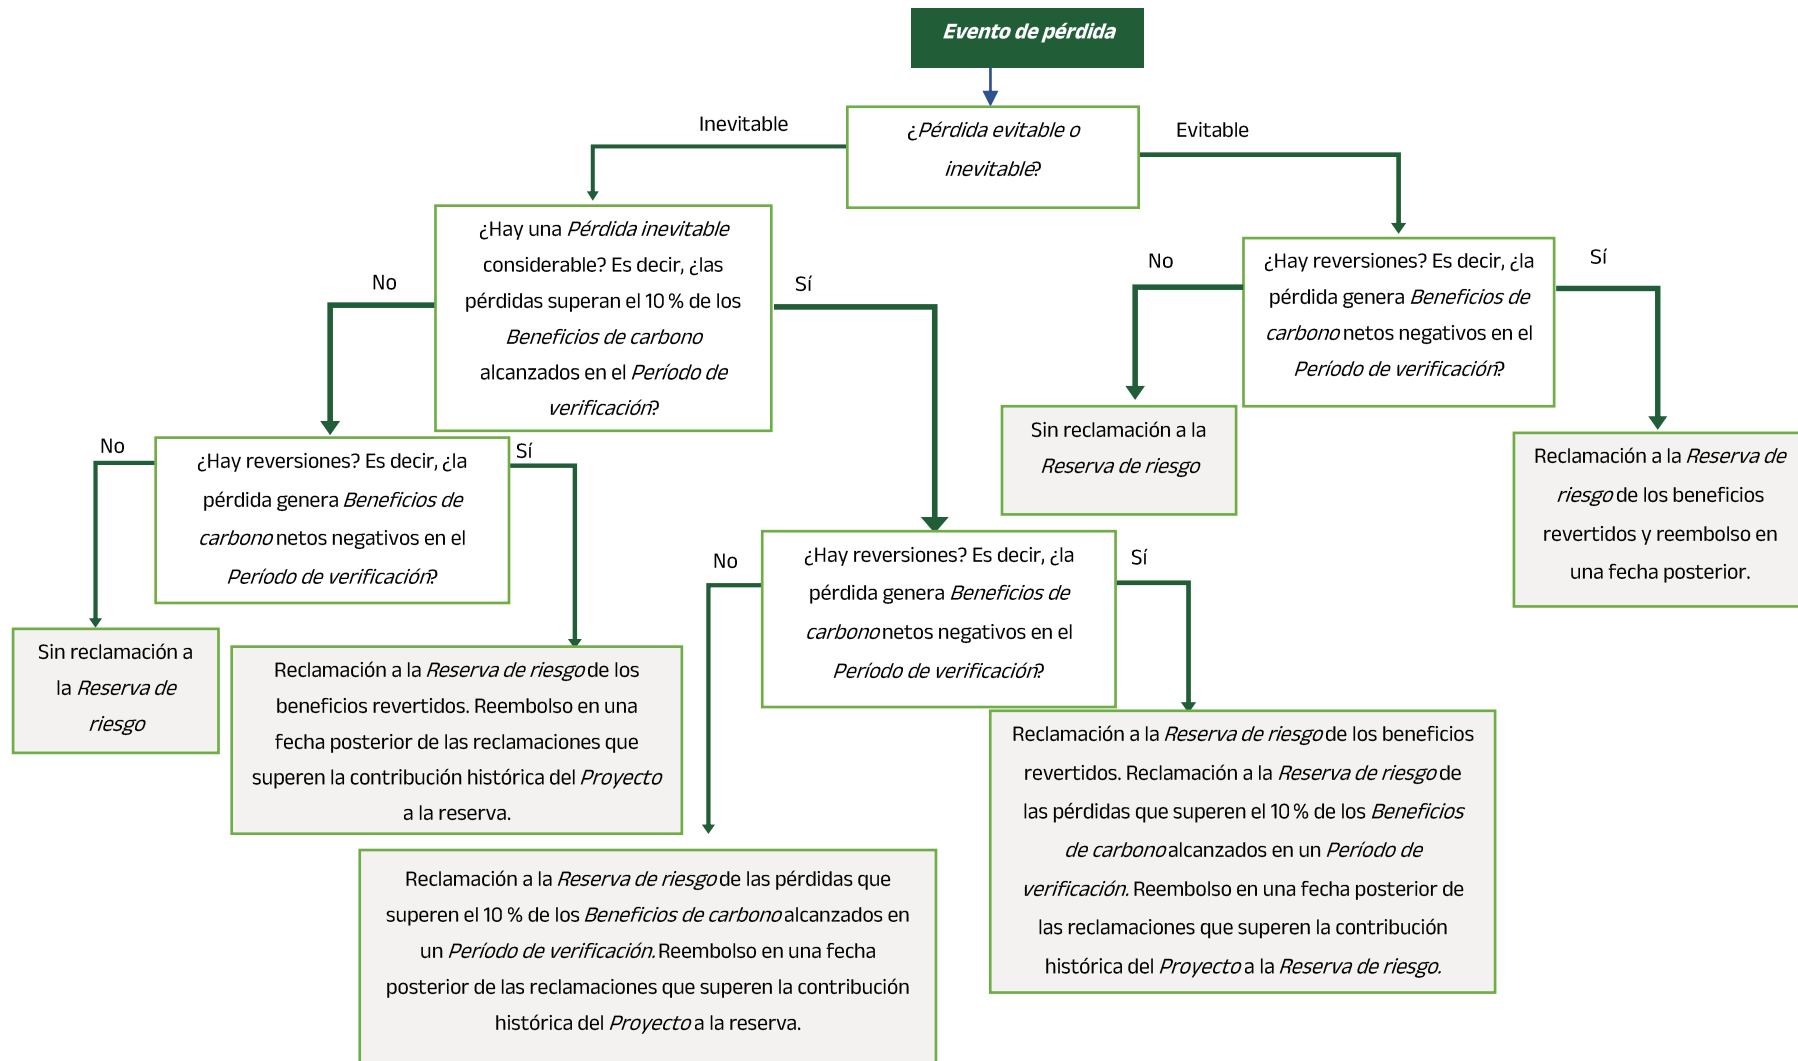 Evento de pérdida
¿Pérdida evitable o
inevitable?
Inevitable
Evitable
¿Hay una Pérdida inevitable
considerable? Es decir, ¿las
pérdidas superan el 10 % de los
Beneficios de carbono
alcanzados en el Período de
verificación?
No
Sí
¿Hay reversiones? Es decir, ¿la
pérdida genera Beneficios de
carbono netos negativos en el
Período de verificación?
No
Sí
Sin reclamación a la
Reserva de riesgo
Reclamación a la Reserva de
riesgo de los beneficios
revertidos y reembolso en
una fecha posterior.
¿Hay reversiones? Es decir, ¿la
pérdida genera Beneficios de
carbono netos negativos en el
Período de verificación?
No
Sí
Sin reclamación a
la Reserva de
riesgo
Reclamación a la Reserva de riesgo de los
beneficios revertidos. Reembolso en una
fecha posterior de las reclamaciones que
superen la contribución histórica del Proyecto
a la reserva.
¿Hay reversiones? Es decir, ¿la
pérdida genera Beneficios de
carbono netos negativos en el
Período de verificación?
No
Sí
Reclamación a la Reserva de riesgo de las pérdidas que
superen el 10 % de los Beneficios de carbono alcanzados en
un Período de verificación. Reembolso en una fecha
posterior de las reclamaciones que superen la contribución
histórica del Proyecto a la reserva.
Reclamación a la Reserva de riesgo de los beneficios
revertidos. Reclamación a la Reserva de riesgo de
las pérdidas que superen el 10 % de los Beneficios
de carbono alcanzados en un Período de
verificación. Reembolso en una fecha posterior de
las reclamaciones que superen la contribución
histórica del Proyecto a la Reserva de riesgo.